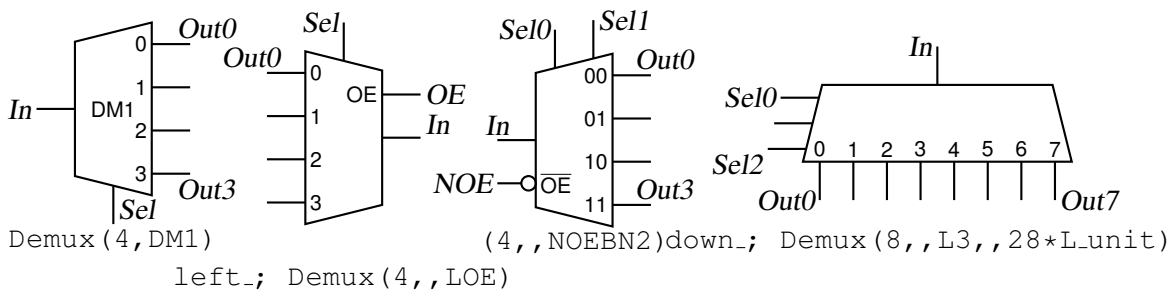 In
DM1
0
1
2
3
Out0
Out3
Sel
Sel
Out0
0
1
2
3
OE
OE
In
Sel0
Sel1
In
NOE
OE
00
01
10
11
Out0
Out3
In
Sel0
Sel2
0 1 2 3 4 5 6 7
Out0
Out7
Demux(4,DM1)
left_; Demux(4,,LOE)
(4,,NOEBN2)down_; Demux(8,,L3,,28*L_unit)